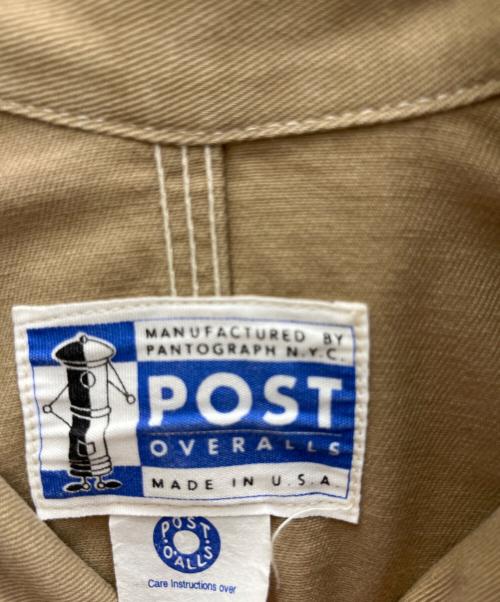 MANUFACTURED BY
PANTOGRAPH N.Y.C.
POST
OVERALLS
MADE IN U.S.A.
POST
O'ALLS
Care Instructions over